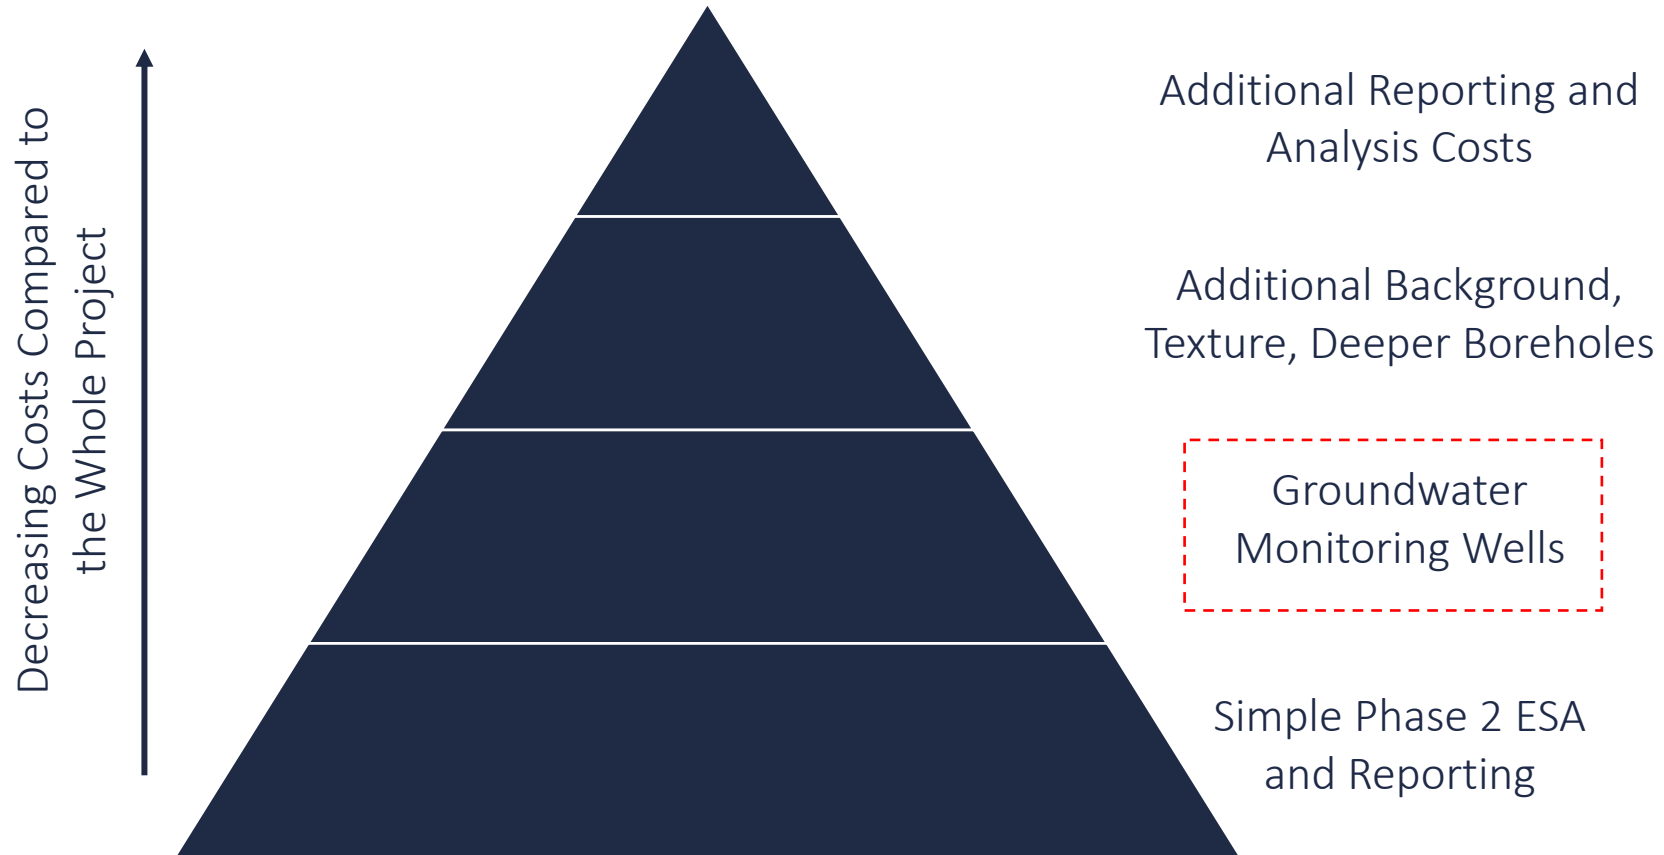 Decreasing Costs Compared to
the Whole Project
Additional Reporting and
Analysis Costs
Additional Background,
Texture, Deeper Boreholes
Groundwater
Monitoring Wells
Simple Phase 2 ESA
and Reporting